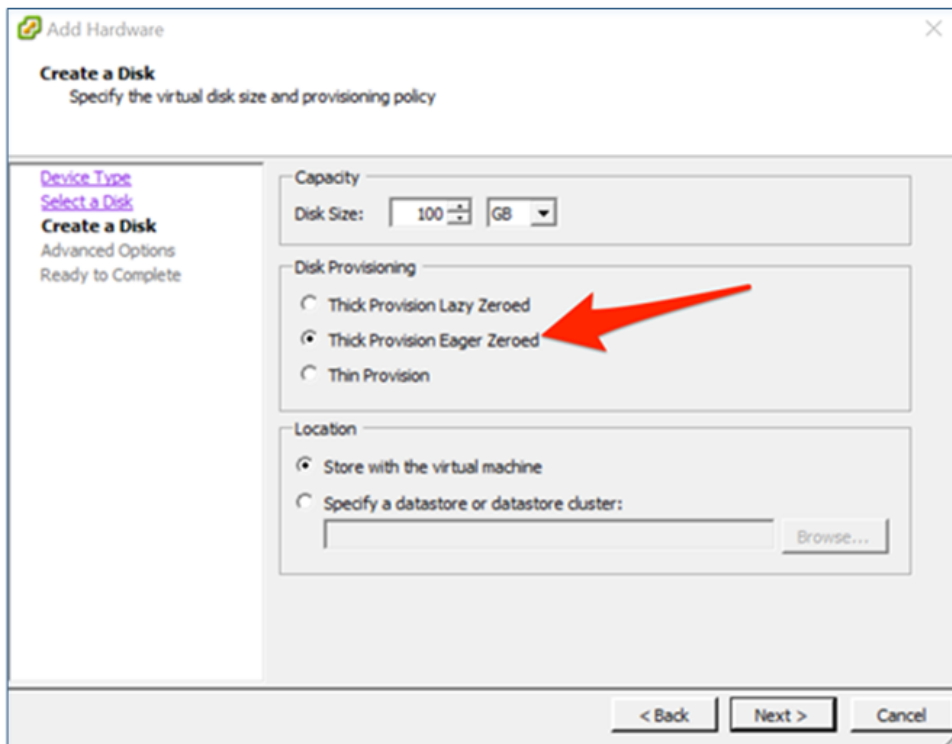 Add Hardware
Create a Disk
Specify the virtual disk size and provisioning policy
Device Type
Select a Disk
Create a Disk
Advanced Options
Ready to Complete
Capacity
Disk Size: 100 GB
Disk Provisioning
Thick Provision Lazy Zeroed
Thick Provision Eager Zeroed
Thin Provision
Location
Store with the virtual machine
Specify a datastore or datastore cluster:
Browse...
< Back Next > Cancel